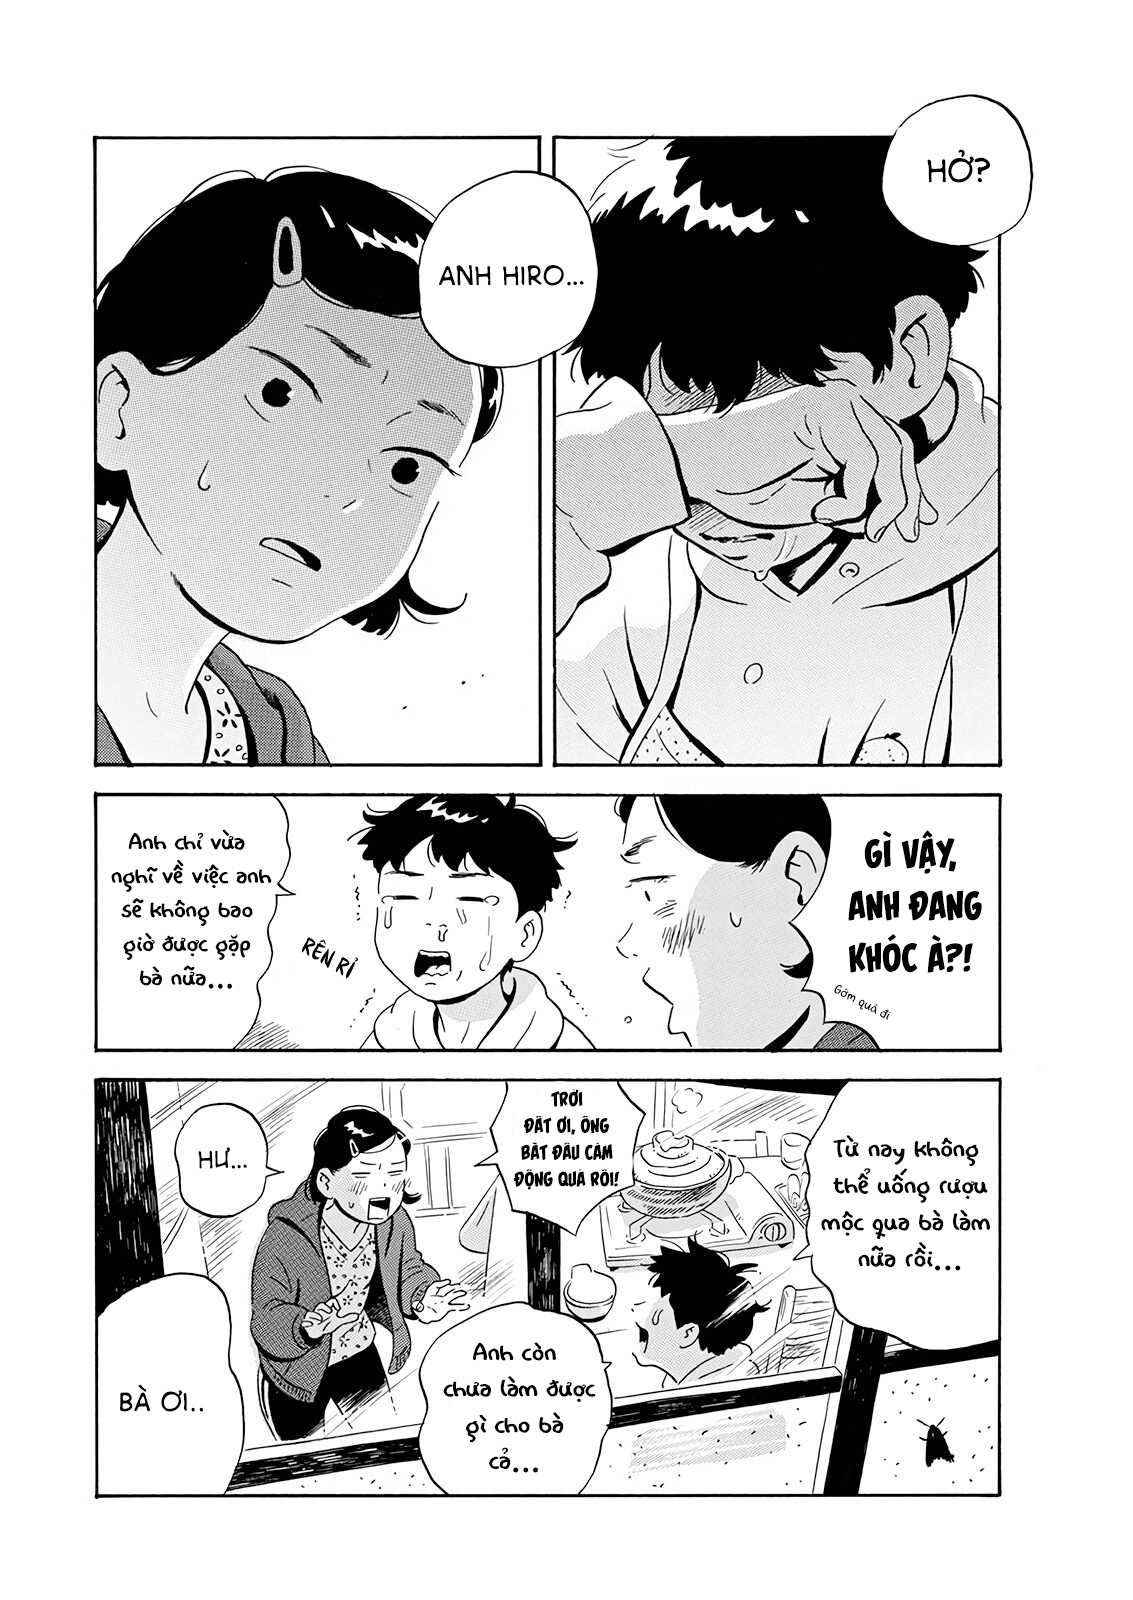 HỞ?
ANH HIRO...
GÌ VẬY,
ANH ĐANG
KHÓC À?!
Gớm quá đi
RÊN RỈ
Anh chỉ vừa
nghĩ về việc anh
sẽ không bao
giờ được gặp
bà nữa...
Từ nay không
thể uống rượu
mộc qua bà làm
nữa rồi...
TRỜI
ĐẤT ƠI, ÔNG
BẮT ĐẦU CẢM
ĐỘNG QUÁ RỒI!
Anh còn
chưa làm được
gì cho bà
cả...
HƯ...
BÀ ƠI..